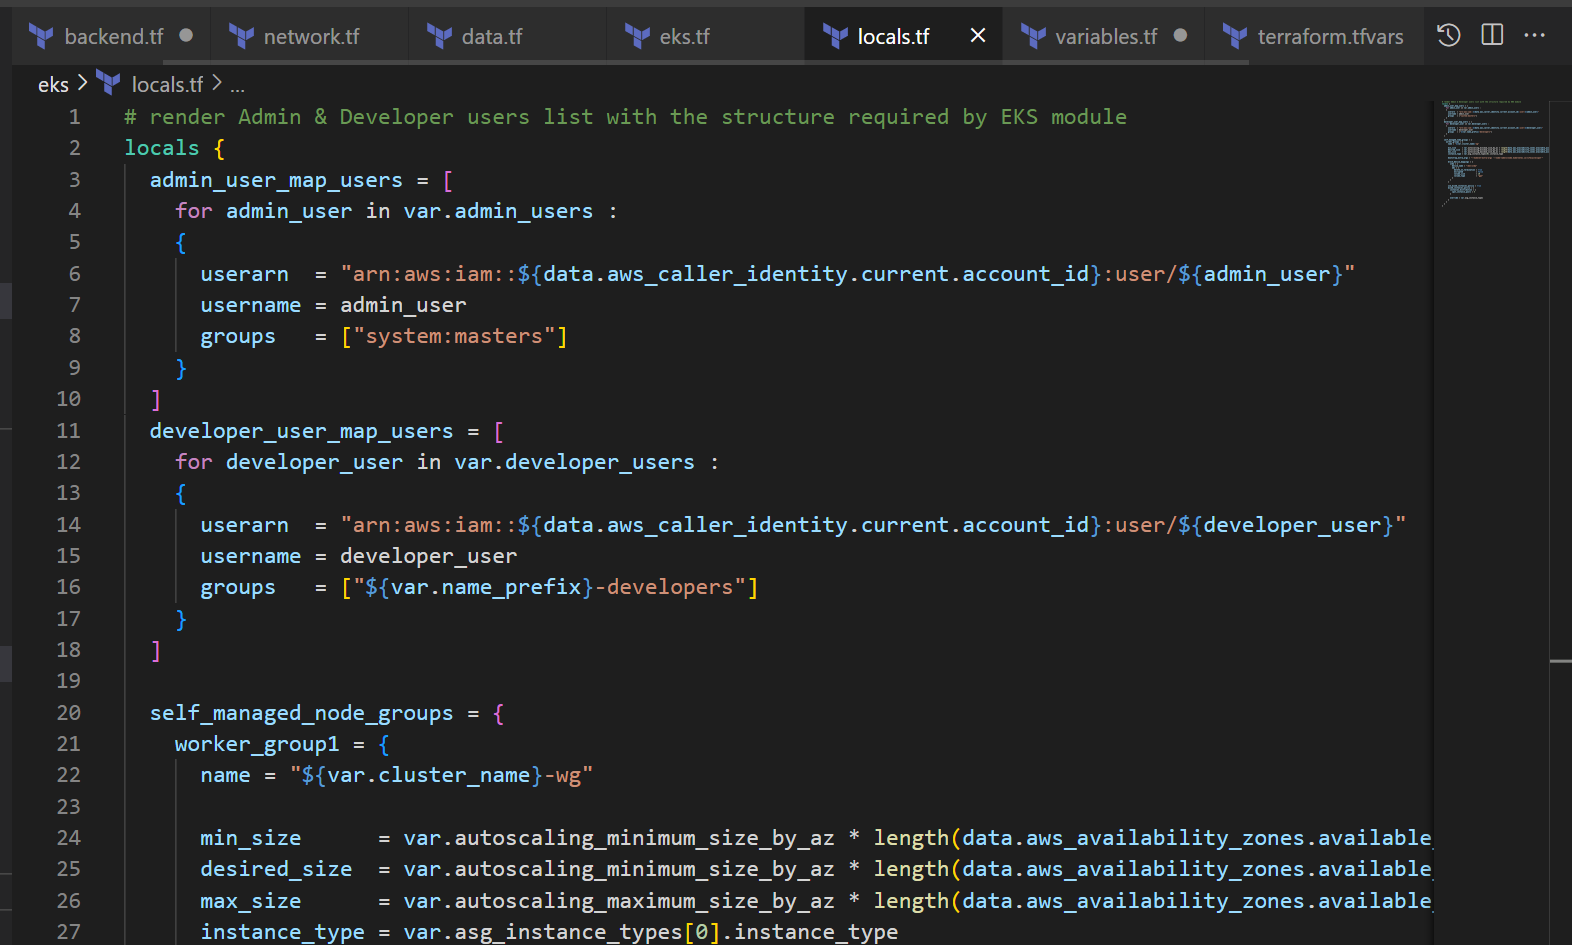 backend.tf network.tf data.tf eks.tf locals.tf variables.tf terraform.tfvars
eks > locals.tf > ...
1 # render Admin & Developer users list with the structure required by EKS module
2 locals {
3   admin_user_map_users = [
4     for admin_user in var.admin_users :
5     {
6       userarn  = "arn:aws:iam::${data.aws_caller_identity.current.account_id}:user/${admin_user}"
7       username = admin_user
8       groups   = ["system:masters"]
9     }
10   ]
11   developer_user_map_users = [
12     for developer_user in var.developer_users :
13     {
14       userarn  = "arn:aws:iam::${data.aws_caller_identity.current.account_id}:user/${developer_user}"
15       username = developer_user
16       groups   = ["${var.name_prefix}-developers"]
17     }
18   ]
19
20   self_managed_node_groups = {
21     worker_group1 = {
22       name = "${var.cluster_name}-wg"
23
24       min_size      = var.autoscaling_minimum_size_by_az * length(data.aws_availability_zones.available
25       desired_size  = var.autoscaling_minimum_size_by_az * length(data.aws_availability_zones.available
26       max_size      = var.autoscaling_maximum_size_by_az * length(data.aws_availability_zones.available
27       instance_type = var.asg_instance_types[0].instance_type